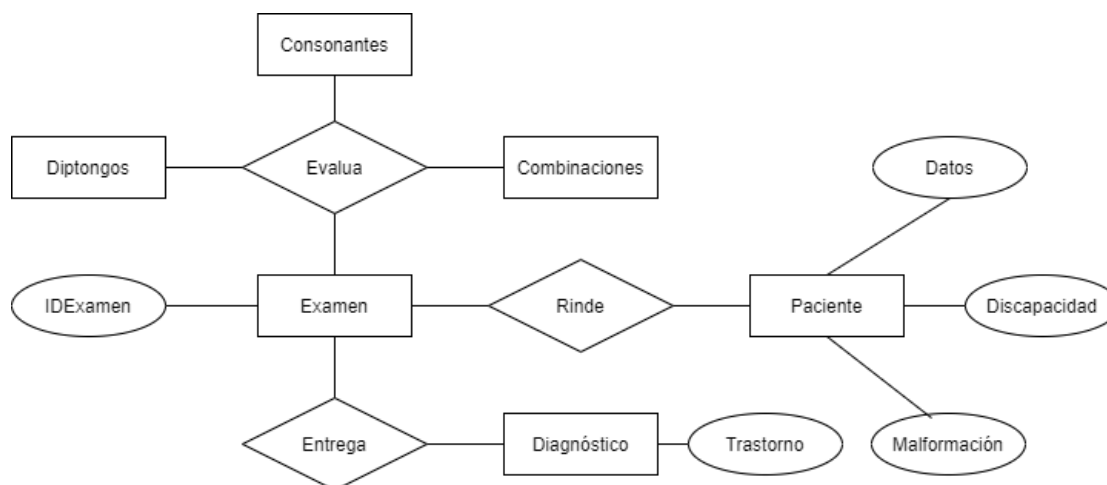 Consonantes
Diptongos
Evalua
Combinaciones
Datos
IDExamen
Examen
Rinde
Paciente
Discapacidad
Entrega
Diagnóstico
Trastorno
Malformación